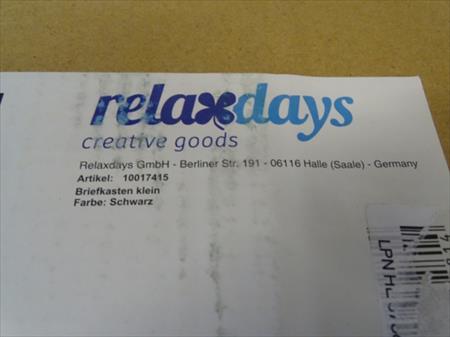 relaxdays
creative goods
Relaxdays GmbH - Berliner Str. 191 - 06116 Halle (Saale) - Germany
Artikel: 10017415
Briefkasten klein
Farbe: Schwarz
LPN HE